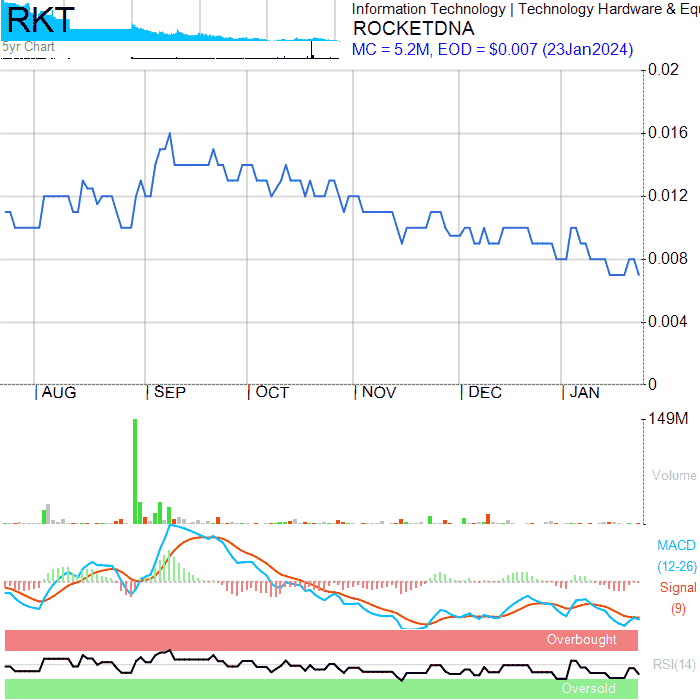 RKT
5yr Chart
Information Technology | Technology Hardware & Equ
ROCKETDNA
MC = 5.2M, EOD = $0.007 (23Jan2024)
0.02
0.016
0.012
0.008
0.004
0
| AUG | SEP | OCT | NOV | DEC | JAN
149M
Volume
MACD
(12-26)
Signal
(9)
Overbought
RSI(14)
Oversold